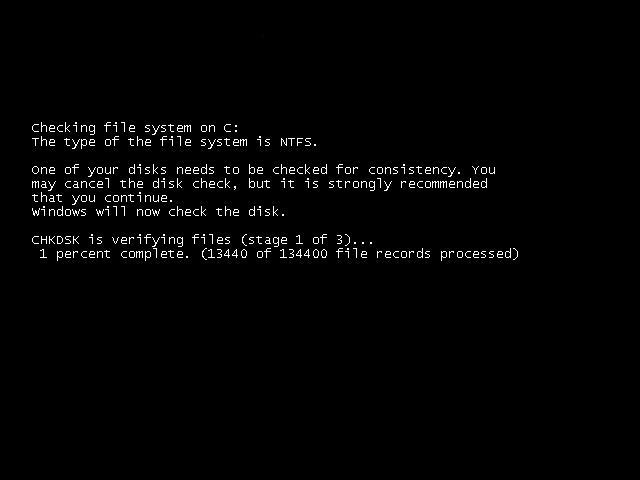 Checking file system on C:
The type of the file system is NTFS.
One of your disks needs to be checked for consistency. You
may cancel the disk check, but it is strongly recommended
that you continue.
Windows will now check the disk.
CHKDSK is verifying files (stage 1 of 3)...
1 percent complete. (13440 of 134400 file records processed)